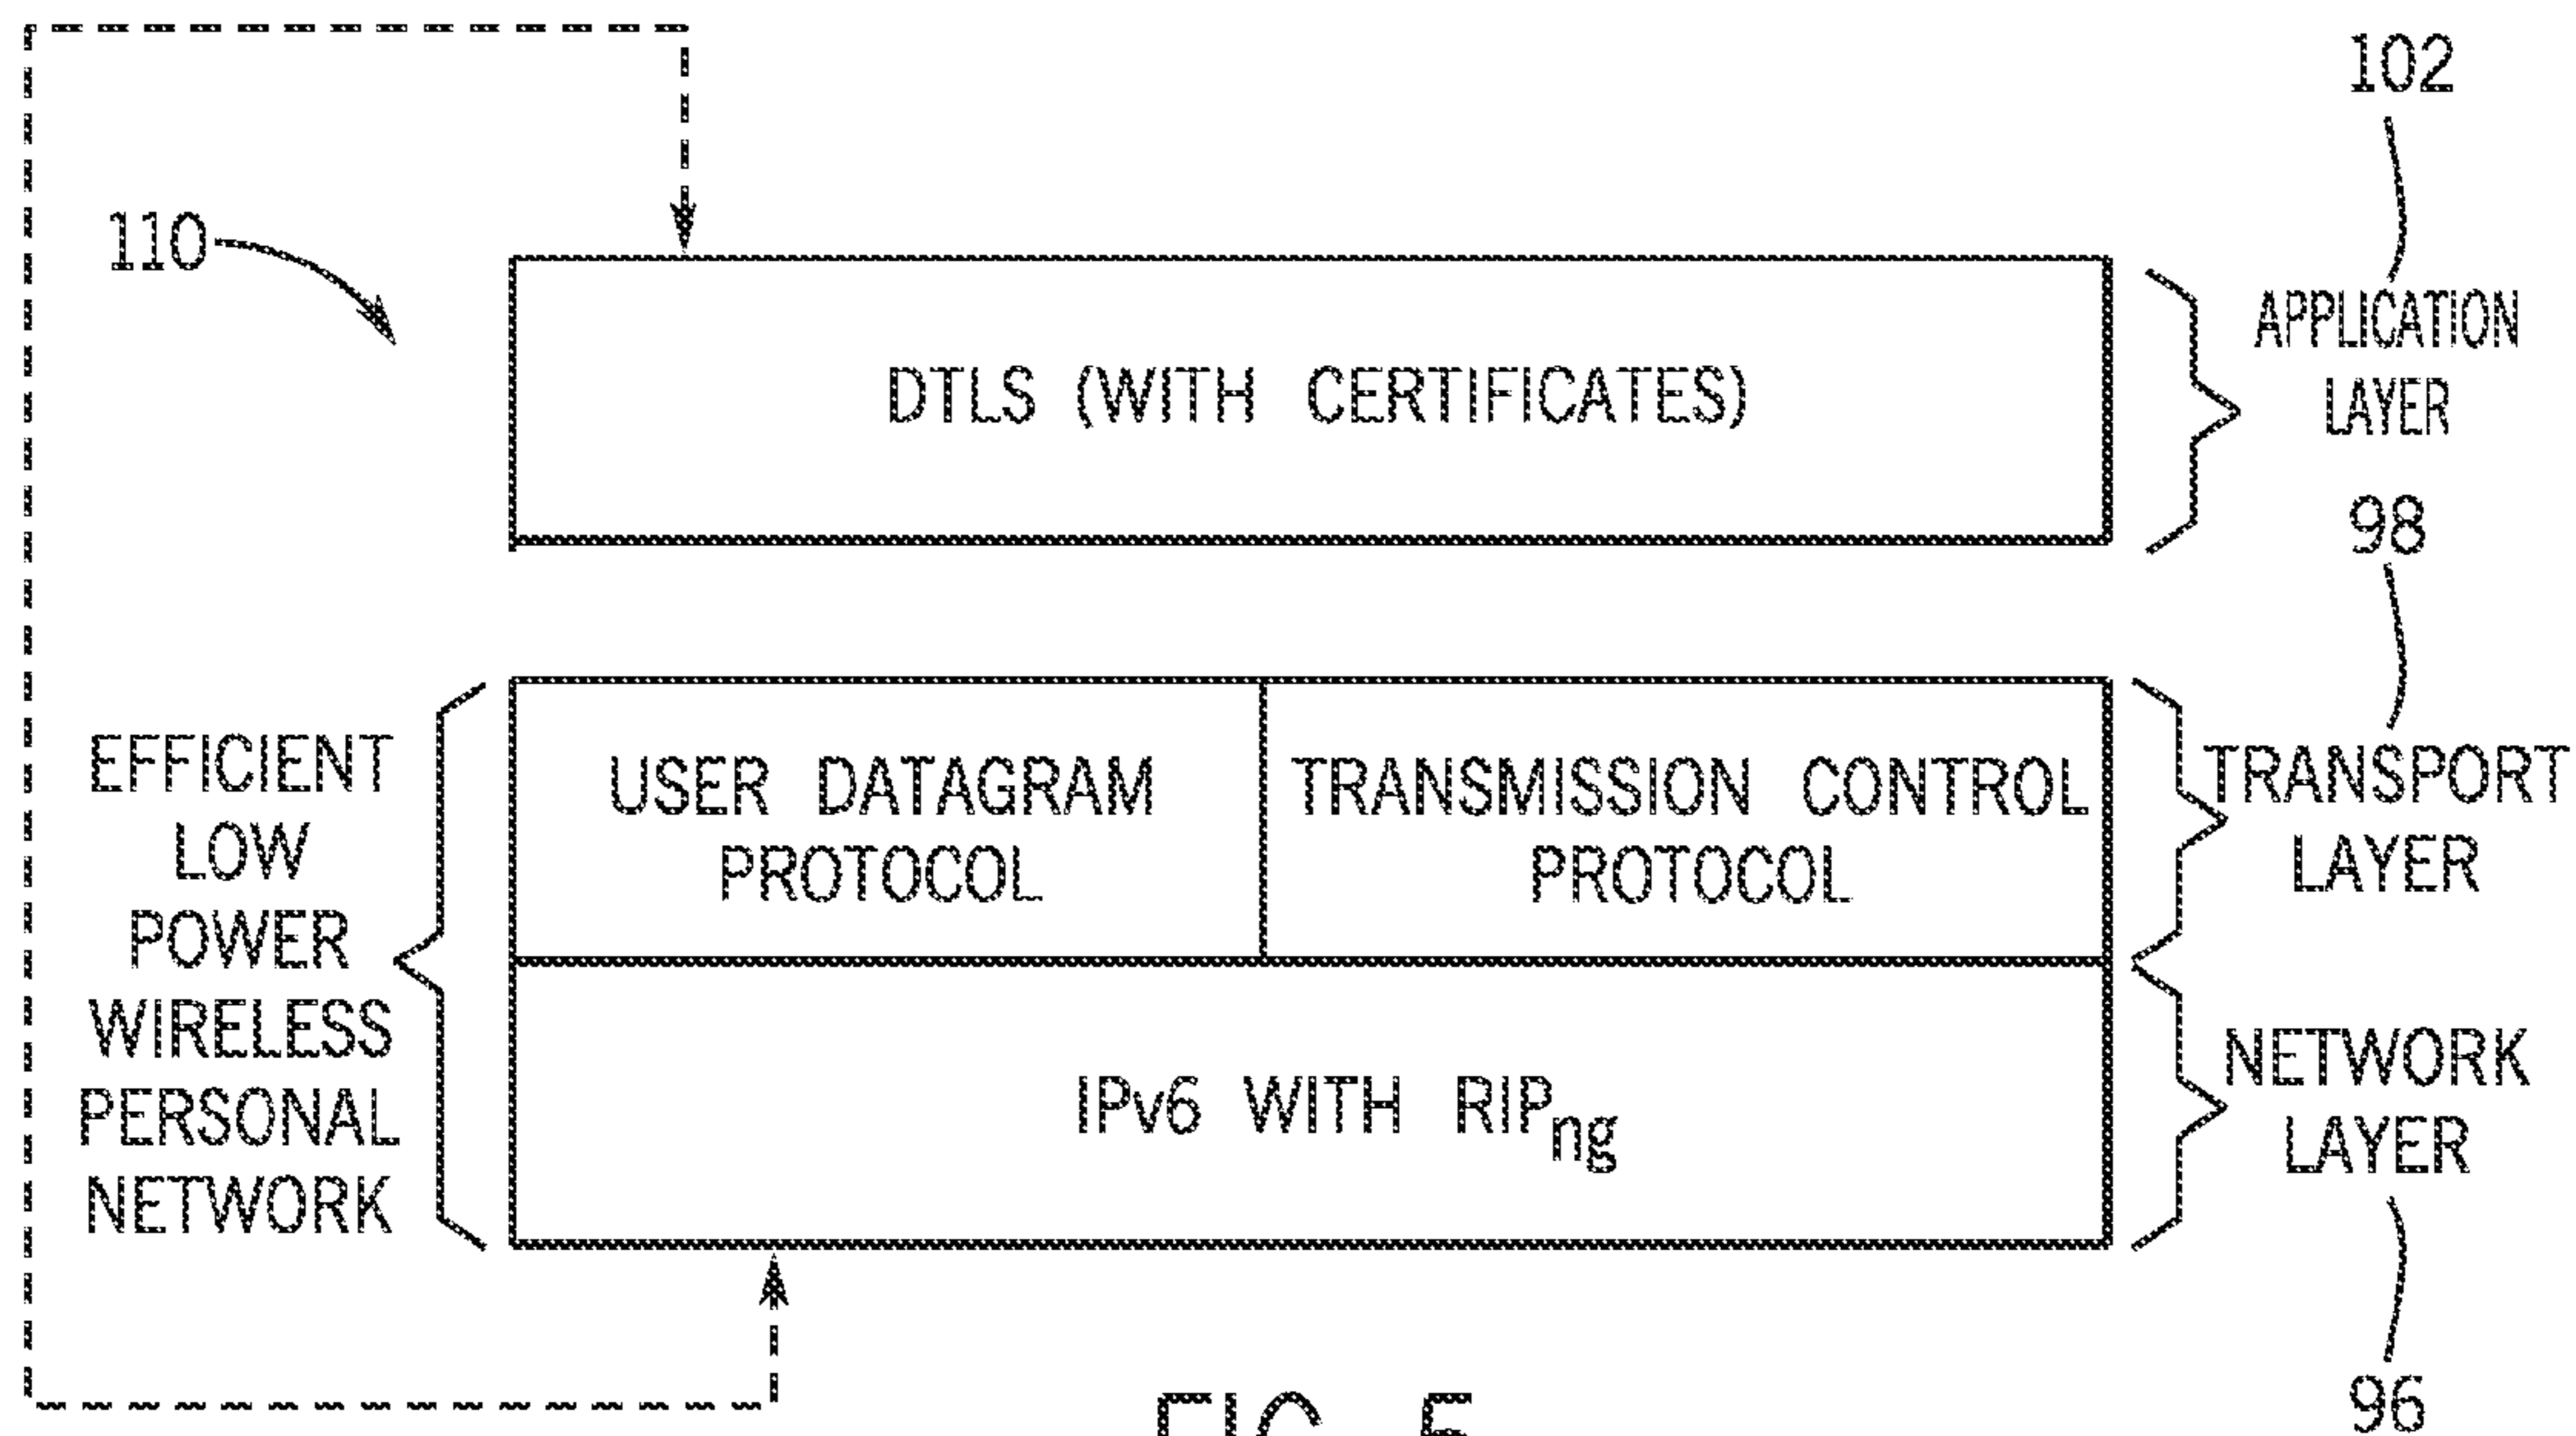 102
110
APPLICATION
LAYER
DTLS (WITH CERTIFICATES)
98
EFFICIENT
LOW
POWER
WIRELESS
PERSONAL
NETWORK
USER DATAGRAM
PROTOCOL
TRANSMISSION CONTROL
PROTOCOL
TRANSPORT
LAYER
IPv6 WITH RIPng
NETWORK
LAYER
96